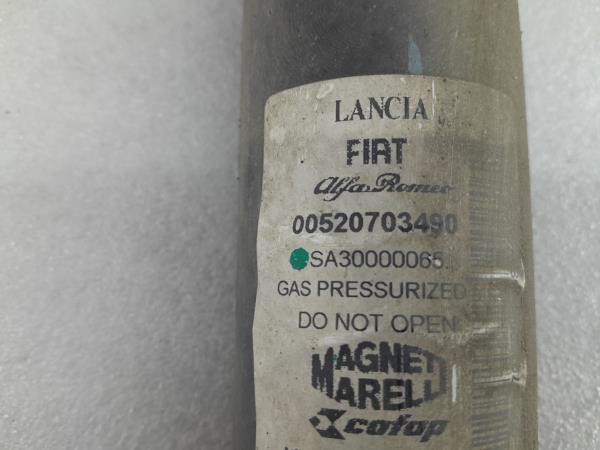 LANCIA
FIAT
Alfa Romeo
00520703490
SA30000065
GAS PRESSURIZED
DO NOT OPEN
MAGNETI
MARELLI
cofap